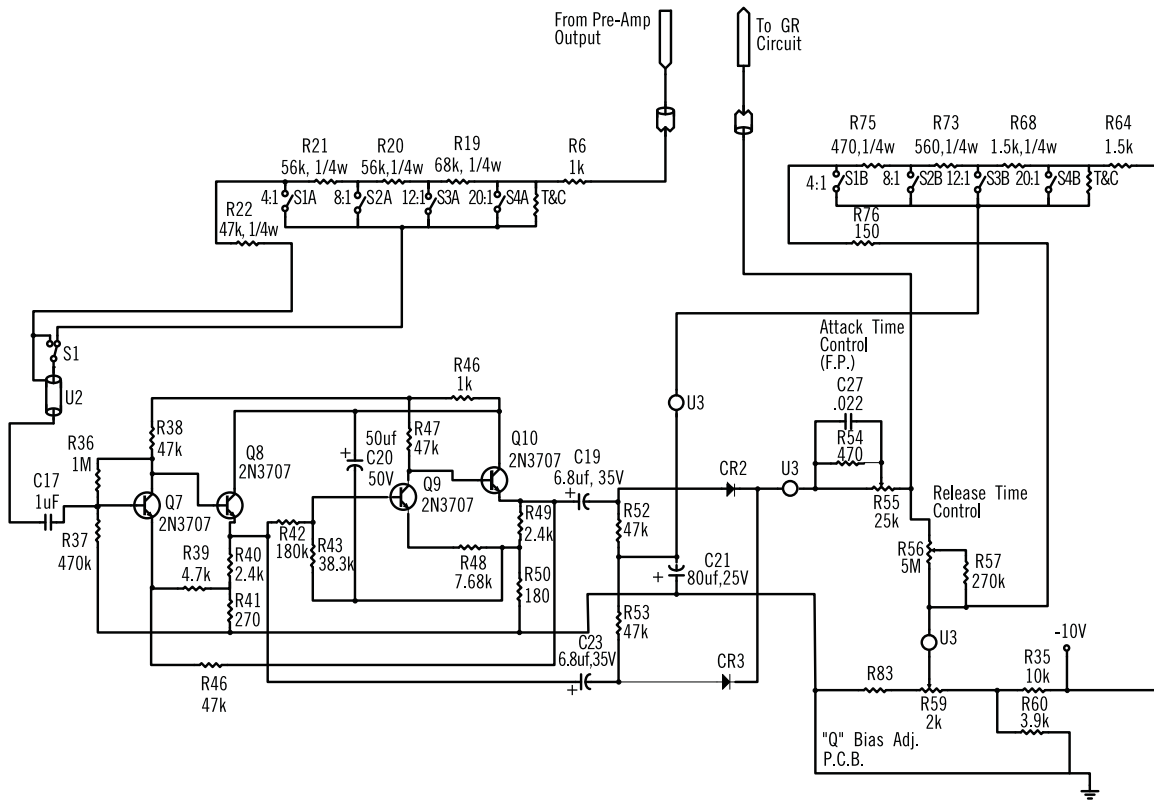 From Pre-Amp
Output
To GR
Circuit
R21
56k, 1/4w
R20
56k, 1/4w
R19
68k, 1/4w
R6
1k
4:1
S1A
8:1
S2A
12:1
S3A
20:1
S4A
T&C
R22
47k, 1/4w
R75
470,1/4w
R73
560,1/4w
R68
1.5k,1/4w
R64
1.5k
4:1
S1B
8:1
S2B
12:1
S3B
20:1
S4B
T&C
R76
150
S1
U2
Attack Time
Control
(F.P.)
C27
.022
R54
470
U3
R46
1k
R38
47k
R36
1M
C17
1uF
R37
470k
Q7
2N3707
Q8
2N3707
R39
4.7k
R40
2.4k
R41
270
R42
180k
R43
38.3k
50uf
C20
50V
R47
47k
Q9
2N3707
Q10
2N3707
R48
7.68k
R49
2.4k
R50
180
C19
6.8uf, 35V
R52
47k
CR2
U3
R55
25k
Release Time
Control
R56
5M
R57
270k
C21
80uf,25V
R53
47k
C23
6.8uf,35V
CR3
R46
47k
U3
-10V
R83
R59
2k
R35
10k
R60
3.9k
"Q" Bias Adj.
P.C.B.
+
+
+
+